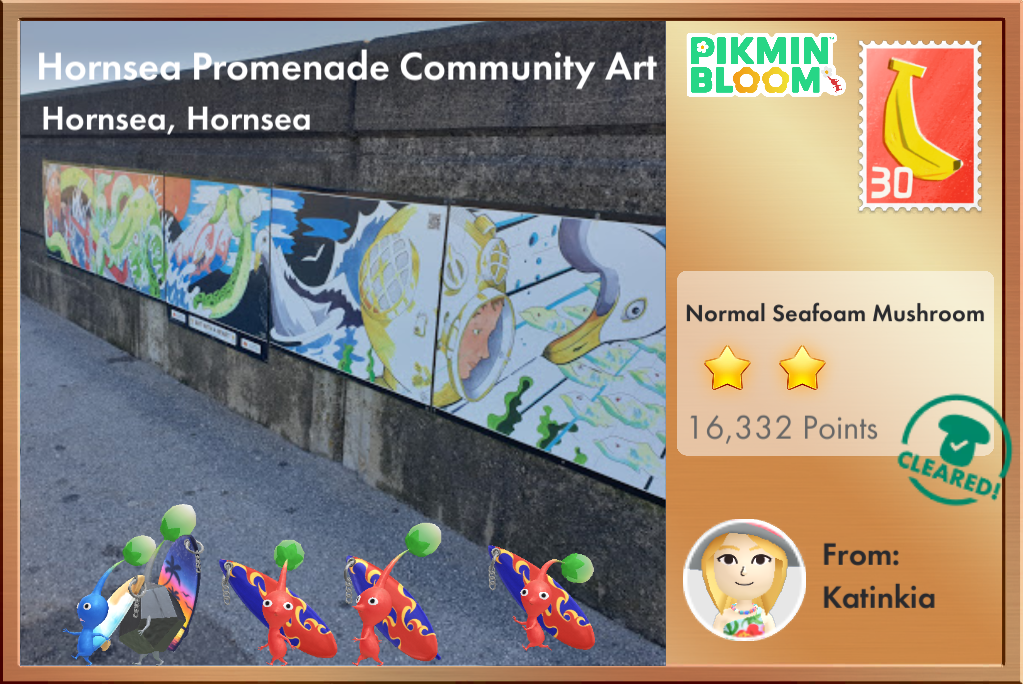 Hornsea Promenade Community Art
Hornsea, Hornsea
PIKMIN
BLOOM
30
Normal Seafoam Mushroom
16,332 Points
CLEARED!
From:
Katinkia